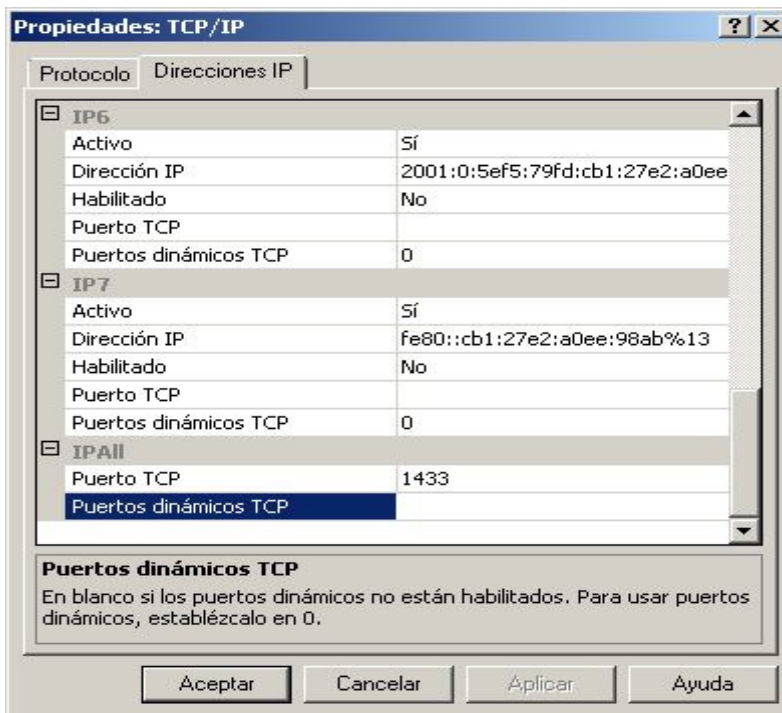 Propiedades: TCP/IP
Protocolo Direcciones IP
IP6
Activo Sí
Dirección IP 2001:0:5ef5:79fd:cb1:27e2:a0ee
Habilitado No
Puerto TCP
Puertos dinámicos TCP 0
IP7
Activo Sí
Dirección IP fe80::cb1:27e2:a0ee:98ab%13
Habilitado No
Puerto TCP
Puertos dinámicos TCP 0
IPAll
Puerto TCP 1433
Puertos dinámicos TCP
Puertos dinámicos TCP
En blanco si los puertos dinámicos no están habilitados. Para usar puertos
dinámicos, establézcalo en 0.
Aceptar Cancelar Aplicar Ayuda